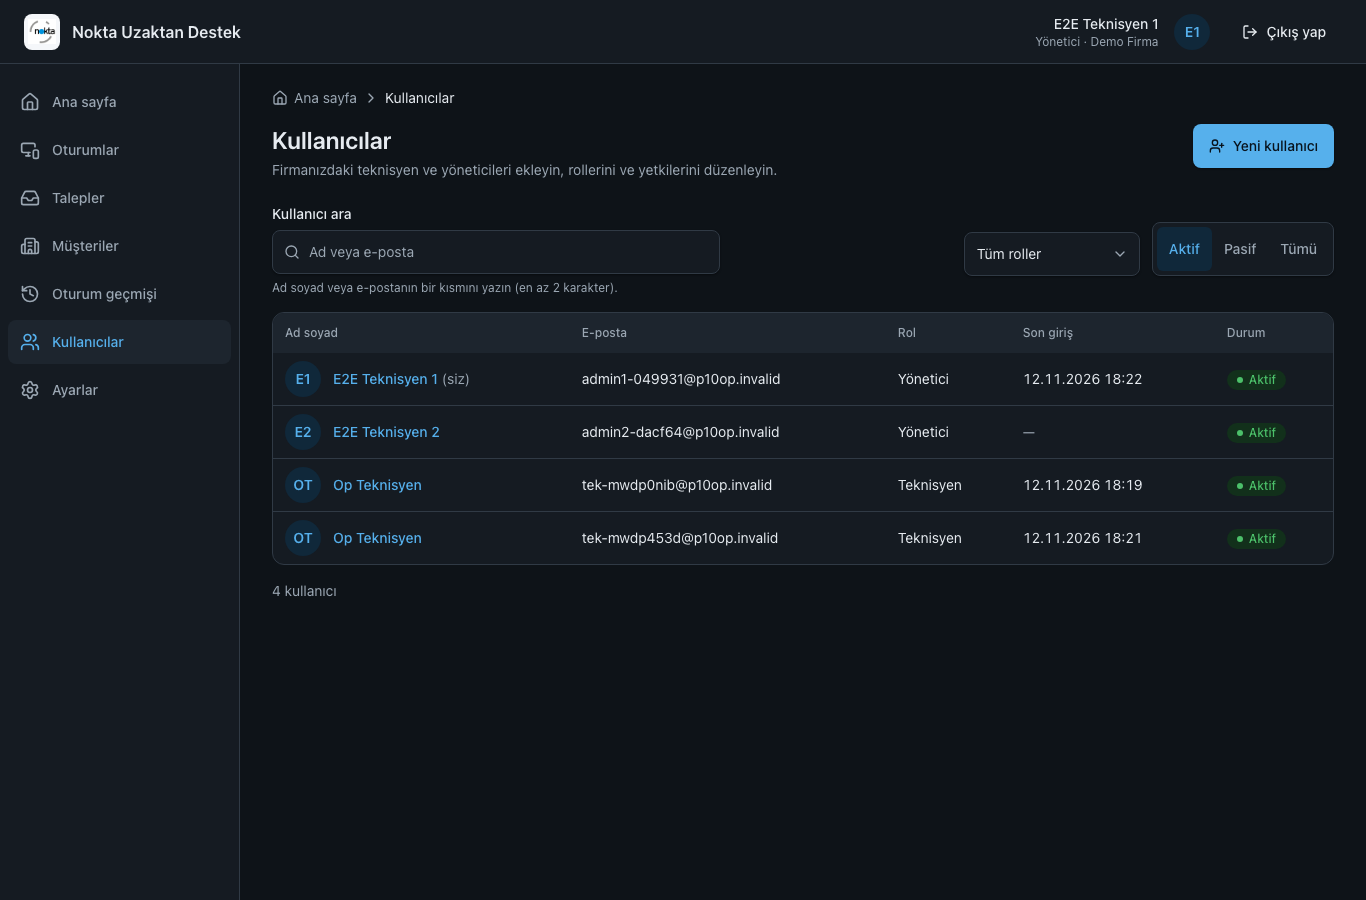 nokta
Nokta Uzaktan Destek
E2E Teknisyen 1
Yönetici · Demo Firma
E1
Çıkış yap
Ana sayfa
Oturumlar
Talepler
Müşteriler
Oturum geçmişi
Kullanıcılar
Ayarlar
Ana sayfa > Kullanıcılar
Kullanıcılar
Firmanızdaki teknisyen ve yöneticileri ekleyin, rollerini ve yetkilerini düzenleyin.
Yeni kullanıcı
Kullanıcı ara
Ad veya e-posta
Tüm roller
Aktif Pasif Tümü
Ad soyad veya e-postanın bir kısmını yazın (en az 2 karakter).
Ad soyad E-posta Rol Son giriş Durum
E1 E2E Teknisyen 1 (siz) admin1-049931@p10op.invalid Yönetici 12.11.2026 18:22 Aktif
E2 E2E Teknisyen 2 admin2-dacf64@p10op.invalid Yönetici — Aktif
OT Op Teknisyen tek-mwdp0nib@p10op.invalid Teknisyen 12.11.2026 18:19 Aktif
OT Op Teknisyen tek-mwdp453d@p10op.invalid Teknisyen 12.11.2026 18:21 Aktif
4 kullanıcı